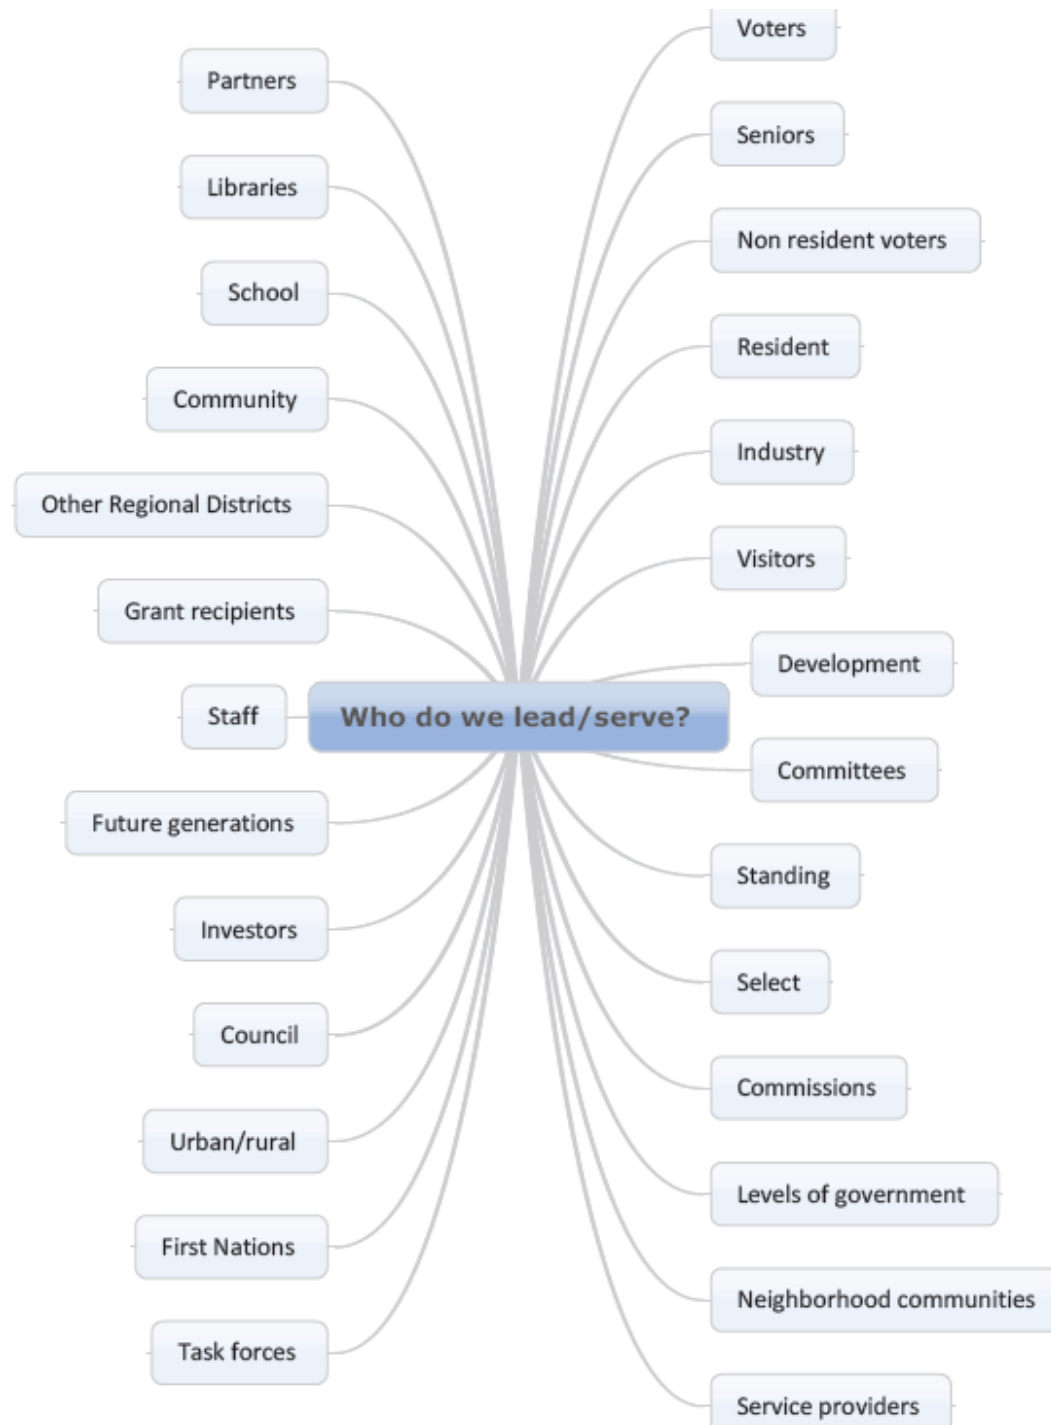 Voters
Partners
Seniors
Libraries
Non resident voters
School
Resident
Community
Industry
Other Regional Districts
Visitors
Grant recipients
Development
Staff
Who do we lead/serve?
Committees
Future generations
Standing
Investors
Select
Council
Commissions
Urban/rural
Levels of government
First Nations
Neighborhood communities
Task forces
Service providers